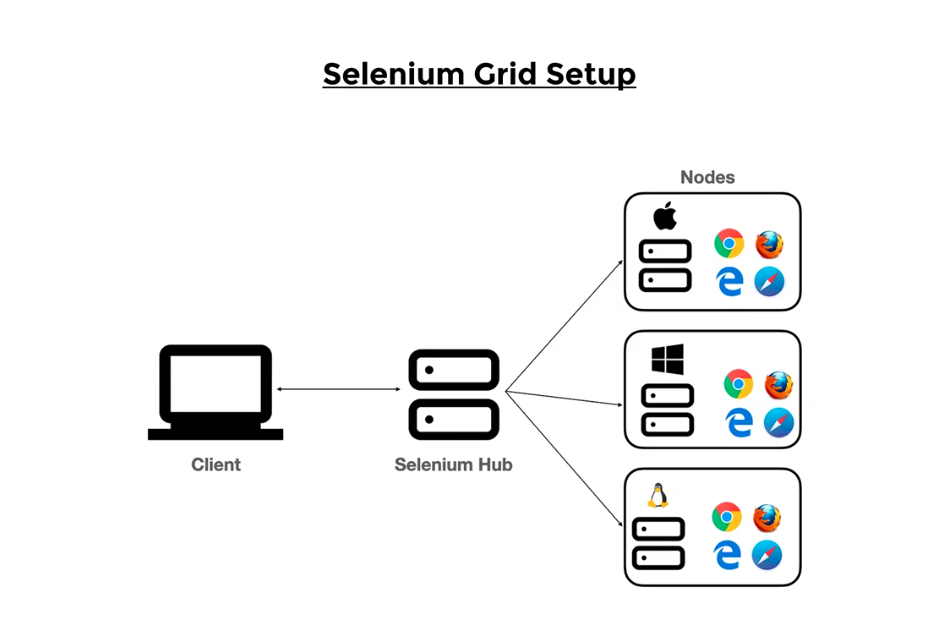 Selenium Grid Setup
Nodes
Client
Selenium Hub